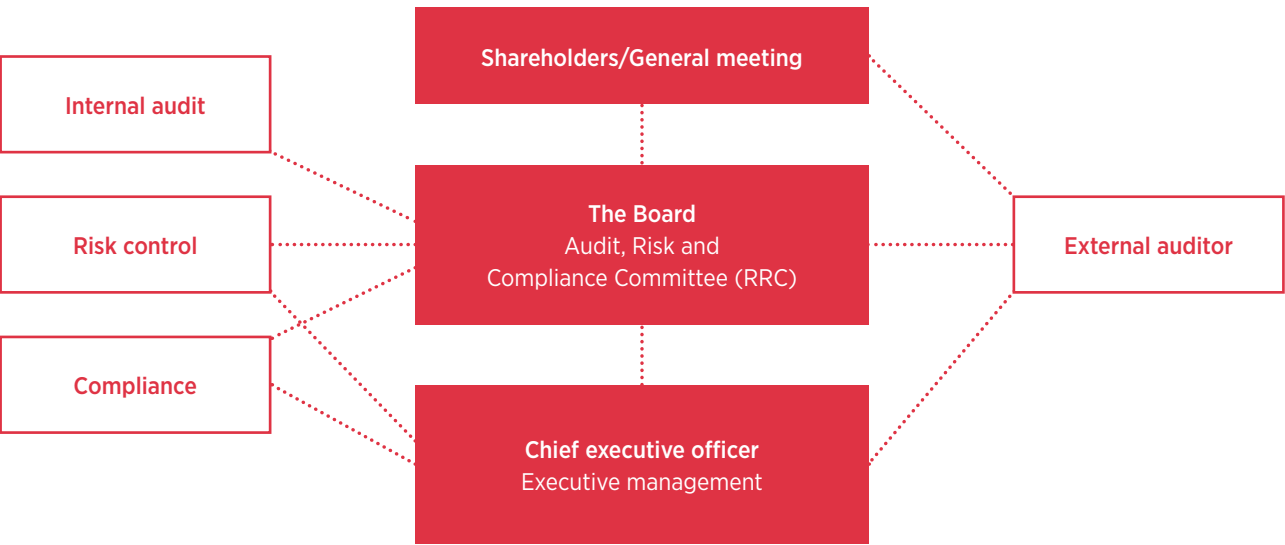 Shareholders/General meeting
Internal audit
The Board
Audit, Risk and
Compliance Committee (RRC)
Risk control
External auditor
Compliance
Chief executive officer
Executive management